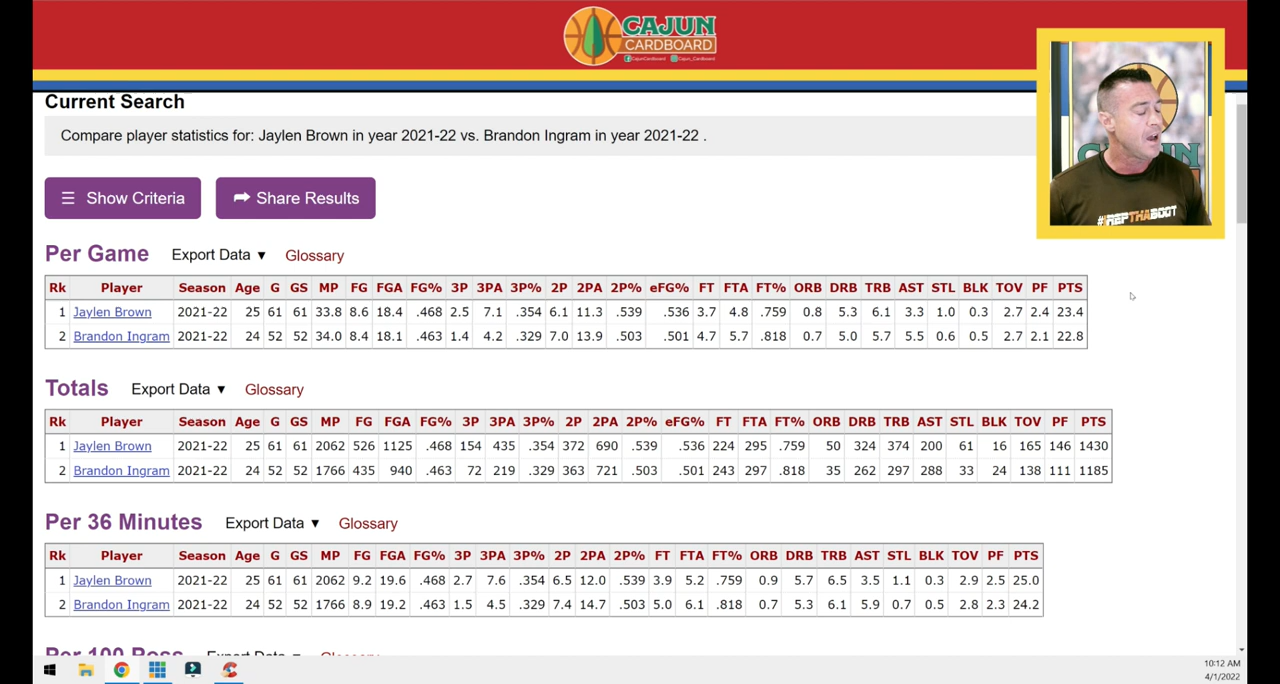 CAJUN
CARDBOARD
CajunCardboard Cajun_Cardboard
Current Search
Compare player statistics for: Jaylen Brown in year 2021-22 vs. Brandon Ingram in year 2021-22 .
☰ Show Criteria Share Results
#IREPTHABOOT
Per Game Export Data ▼ Glossary
Rk Player Season Age G GS MP FG FGA FG% 3P 3PA 3P% 2P 2PA 2P% eFG% FT FTA FT% ORB DRB TRB AST STL BLK TOV PF PTS
1 Jaylen Brown 2021-22 25 61 61 33.8 8.6 18.4 .468 2.5 7.1 .354 6.1 11.3 .539 .536 3.7 4.8 .759 0.8 5.3 6.1 3.3 1.0 0.3 2.7 2.4 23.4
2 Brandon Ingram 2021-22 24 52 52 34.0 8.4 18.1 .463 1.4 4.2 .329 7.0 13.9 .503 .501 4.7 5.7 .818 0.7 5.0 5.7 5.5 0.6 0.5 2.7 2.1 22.8
Totals Export Data ▼ Glossary
Rk Player Season Age G GS MP FG FGA FG% 3P 3PA 3P% 2P 2PA 2P% eFG% FT FTA FT% ORB DRB TRB AST STL BLK TOV PF PTS
1 Jaylen Brown 2021-22 25 61 61 2062 526 1125 .468 154 435 .354 372 690 .539 .536 224 295 .759 50 324 374 200 61 16 165 146 1430
2 Brandon Ingram 2021-22 24 52 52 1766 435 940 .463 72 219 .329 363 721 .503 .501 243 297 .818 35 262 297 288 33 24 138 111 1185
Per 36 Minutes Export Data ▼ Glossary
Rk Player Season Age G GS MP FG FGA FG% 3P 3PA 3P% 2P 2PA 2P% FT FTA FT% ORB DRB TRB AST STL BLK TOV PF PTS
1 Jaylen Brown 2021-22 25 61 61 2062 9.2 19.6 .468 2.7 7.6 .354 6.5 12.0 .539 3.9 5.2 .759 0.9 5.7 6.5 3.5 1.1 0.3 2.9 2.5 25.0
2 Brandon Ingram 2021-22 24 52 52 1766 8.9 19.2 .463 1.5 4.5 .329 7.4 14.7 .503 5.0 6.1 .818 0.7 5.3 6.1 5.9 0.7 0.5 2.8 2.3 24.2
Per 100 Poss Export Data Glossary
10:12 AM
4/1/2022